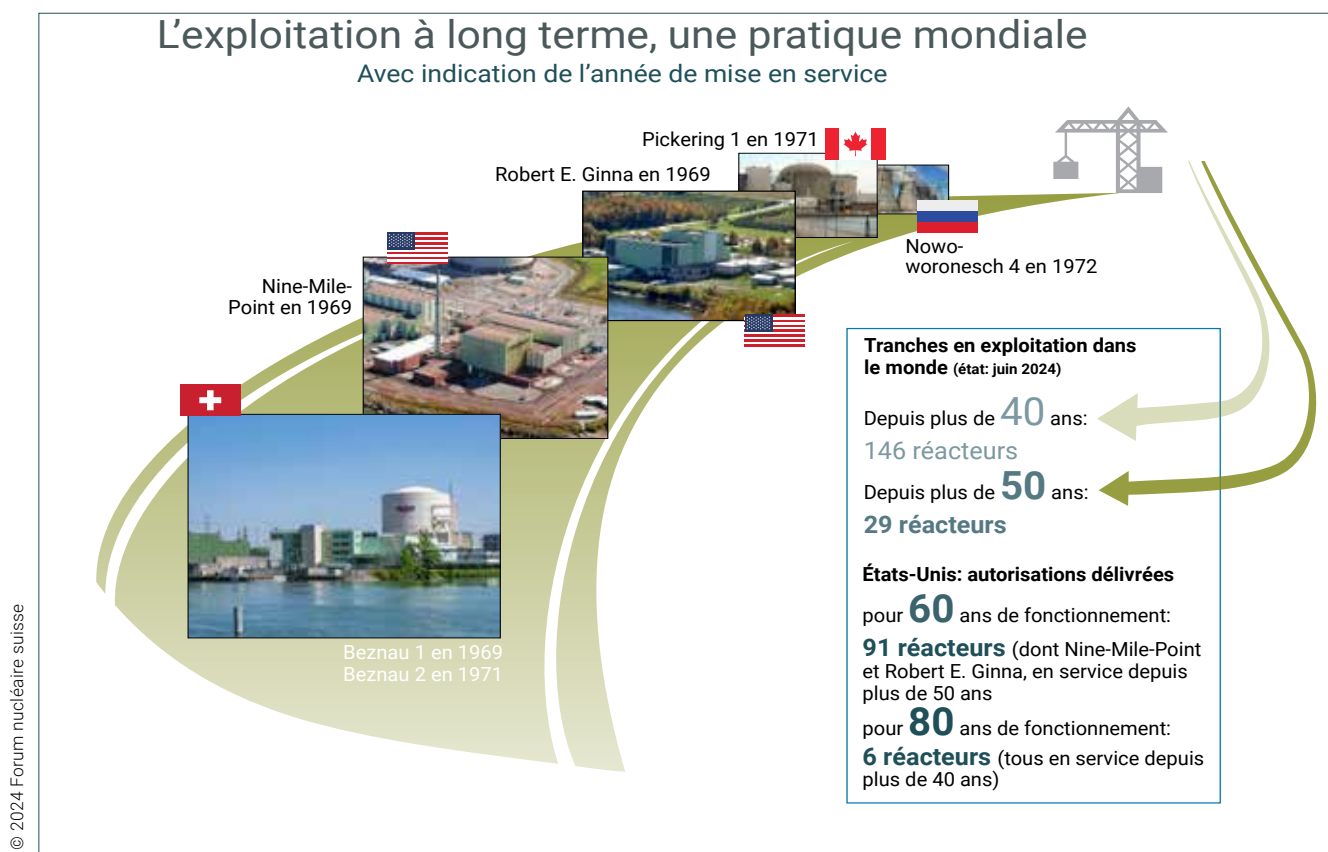 L’exploitation à long terme, une pratique mondiale
Avec indication de l’année de mise en service
Pickering 1 en 1971
Robert E. Ginna en 1969
Nowo-
woronesch 4 en 1972
Nine-Mile-
Point en 1969
Beznau 1 en 1969
Beznau 2 en 1971
Tranches en exploitation dans
le monde (état: juin 2024)
Depuis plus de 40 ans:
146 réacteurs
Depuis plus de 50 ans:
29 réacteurs
États-Unis: autorisations délivrées
pour 60 ans de fonctionnement:
91 réacteurs (dont Nine-Mile-Point
et Robert E. Ginna, en service depuis
plus de 50 ans
pour 80 ans de fonctionnement:
6 réacteurs (tous en service depuis
plus de 40 ans)
© 2024 Forum nucléaire suisse